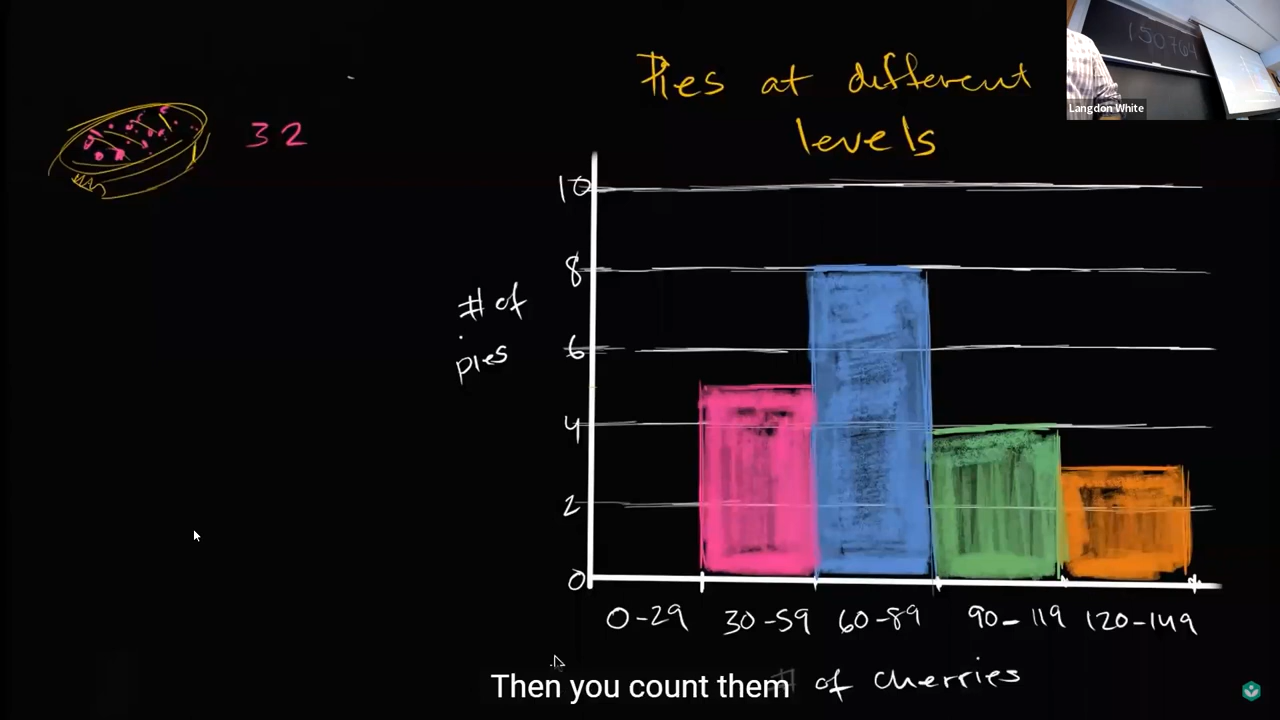 Pies at different
levels
150764
Langdon White
32
10
8
# of
pies
6
4
2
0
0-29 30-59 60-89 90-119 120-149
# of cherries
Then you count them